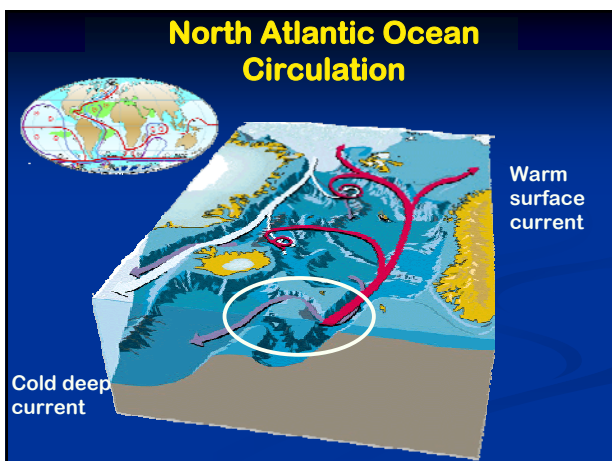 North Atlantic Ocean
Circulation
Warm
surface
current
Cold deep
current